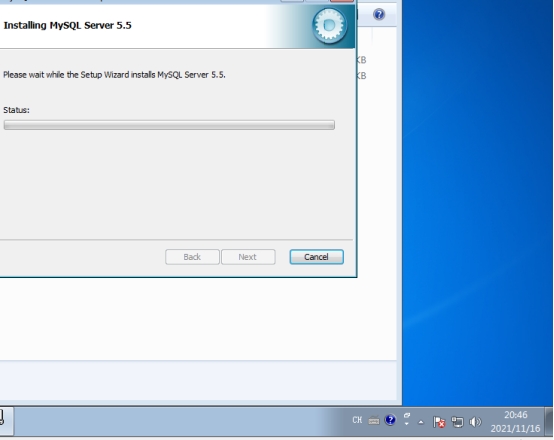 Installing MySQL Server 5.5
KB
KB
Please wait while the Setup Wizard installs MySQL Server 5.5.
Status:
Back
Next
Cancel
CH
20:46
2021/11/16